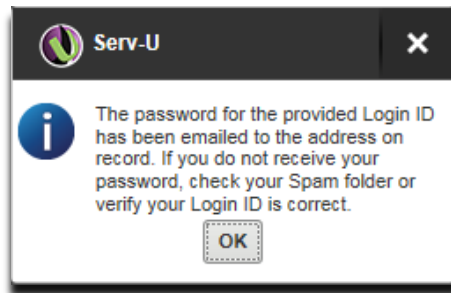 Serv-U
The password for the provided Login ID
has been emailed to the address on
record. If you do not receive your
password, check your Spam folder or
verify your Login ID is correct.
OK